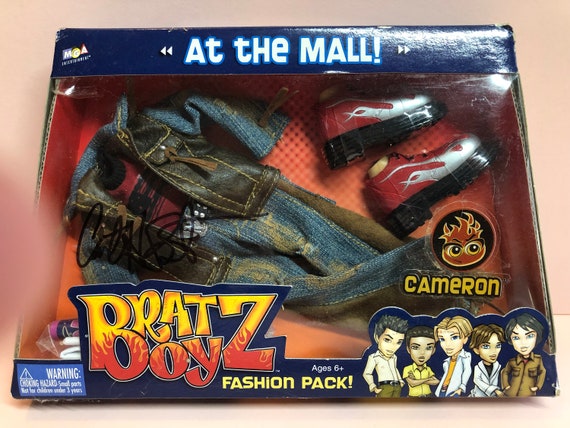 MGA
ENTERTAINMENT
At the MALL!
CAMERON
BRATZ
BOYZ
Ages 6+
FASHION PACK!
WARNING:
CHOKING HAZARD-Small parts
Not for children under 3 years